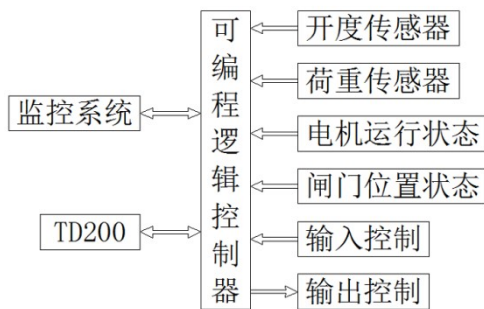 监控系统
TD200
可编程逻辑控制器
开度传感器
荷重传感器
电机运行状态
闸门位置状态
输入控制
输出控制